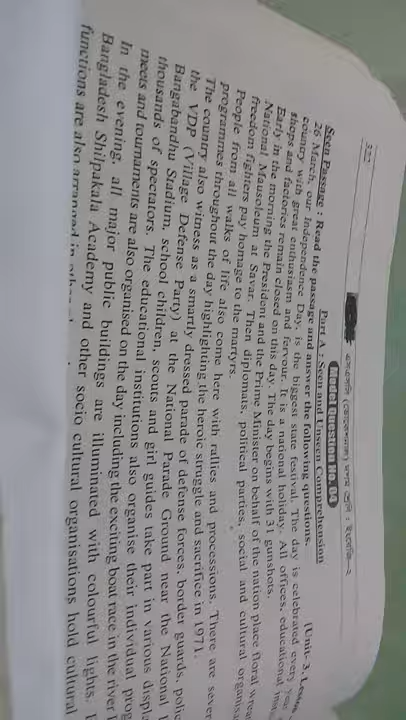 ৩২২
একাদশ-দ্বাদশ শ্রেণি : ইংরেজি-২
Model Question No. 04
Part A : Seen and Unseen Comprehension
Seen Passage : Read the passage and answer the following questions. (Unit- 3, Lesson
26 March, our Independence Day, is the biggest state festival. The day is celebrated every year
country with great enthusiasm and fervour. It is a national holiday. All offices, educational
shops and factories remain closed on this day. The day begins with 31 gunshots.
Early in the morning the President and the Prime Minister on behalf of the nation place floral
National Mausoleum at Savar. Then diplomats, political parties, social and cultural
freedom fighters pay homage to the martyrs.
People from all walks of life also come here with rallies and processions. There are
programmes throughout the day highlighting the heroic struggle and sacrifice in 1971.
The country also witness as a smartly dressed parade of defense forces, border guards,
the VDP (Village Defense Party) at the National Parade Ground near the National
Bangabandhu Stadium, school children, scouts and girl guides take part in various
thousands of spectators. The educational institutions also organise their individual
meets and tournaments are also organised on the day including the exciting boat race in the river
In the evening, all major public buildings are illuminated with colourful lights.
Bangladesh Shilpakala Academy and other socio cultural organisations hold cultural
functions are also arranged in